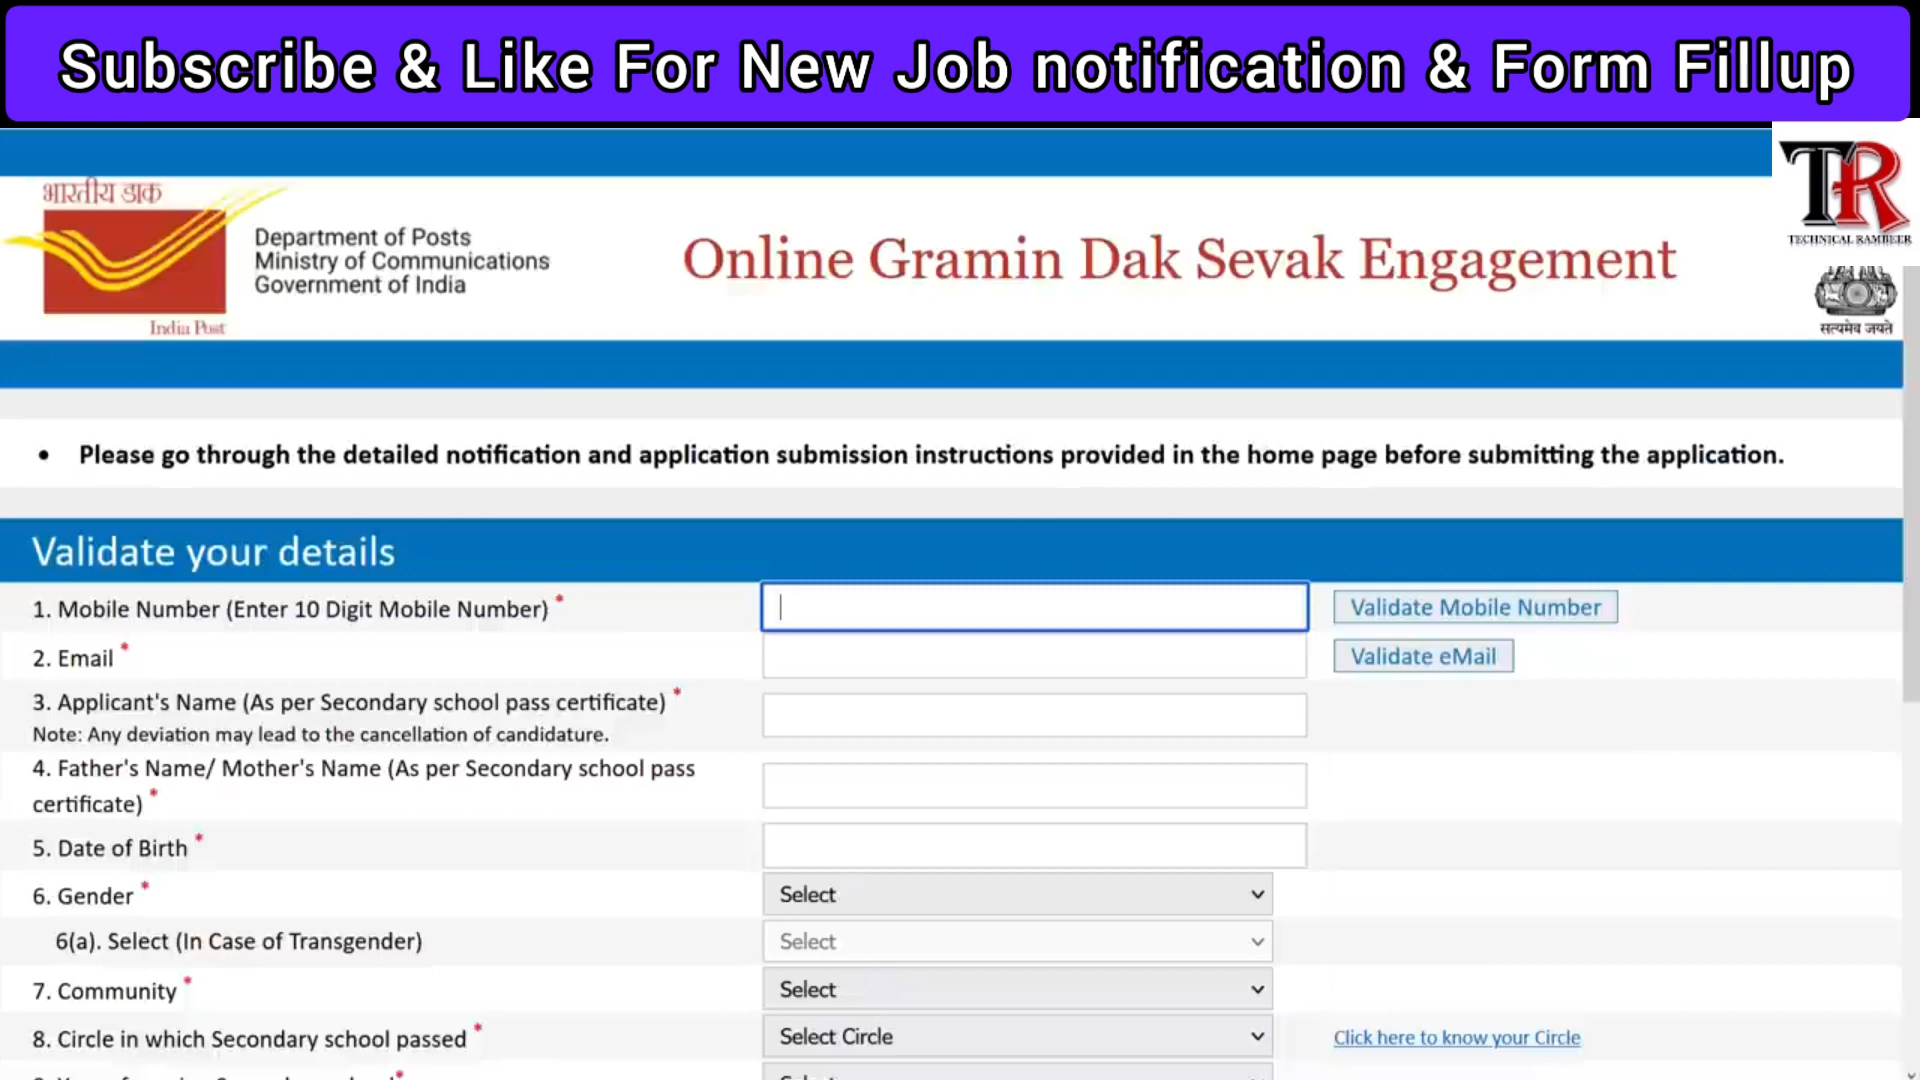 Subscribe & Like For New Job notification & Form Fillup
TR
TECHNICAL RAMBEER
भारतीय डाक
Department of Posts
Ministry of Communications
Government of India
India Post
Online Gramin Dak Sevak Engagement
सत्यमेव जयते
• Please go through the detailed notification and application submission instructions provided in the home page before submitting the application.
Validate your details
1. Mobile Number (Enter 10 Digit Mobile Number) *
Validate Mobile Number
2. Email *
Validate eMail
3. Applicant's Name (As per Secondary school pass certificate) *
Note: Any deviation may lead to the cancellation of candidature.
4. Father's Name/ Mother's Name (As per Secondary school pass
certificate) *
5. Date of Birth *
6. Gender * Select
6(a). Select (In Case of Transgender) Select
7. Community * Select
8. Circle in which Secondary school passed * Select Circle Click here to know your Circle